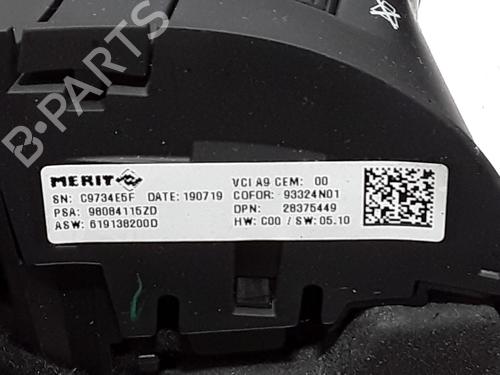 B-PARTS
MERIT VCI A9 CEM: 00
SN: C9734E5F DATE: 190719 COFOR: 93324N01
PSA: 98084115ZD DPN: 28375449
ASW: 619138200D HW: C00 / SW: 05.10